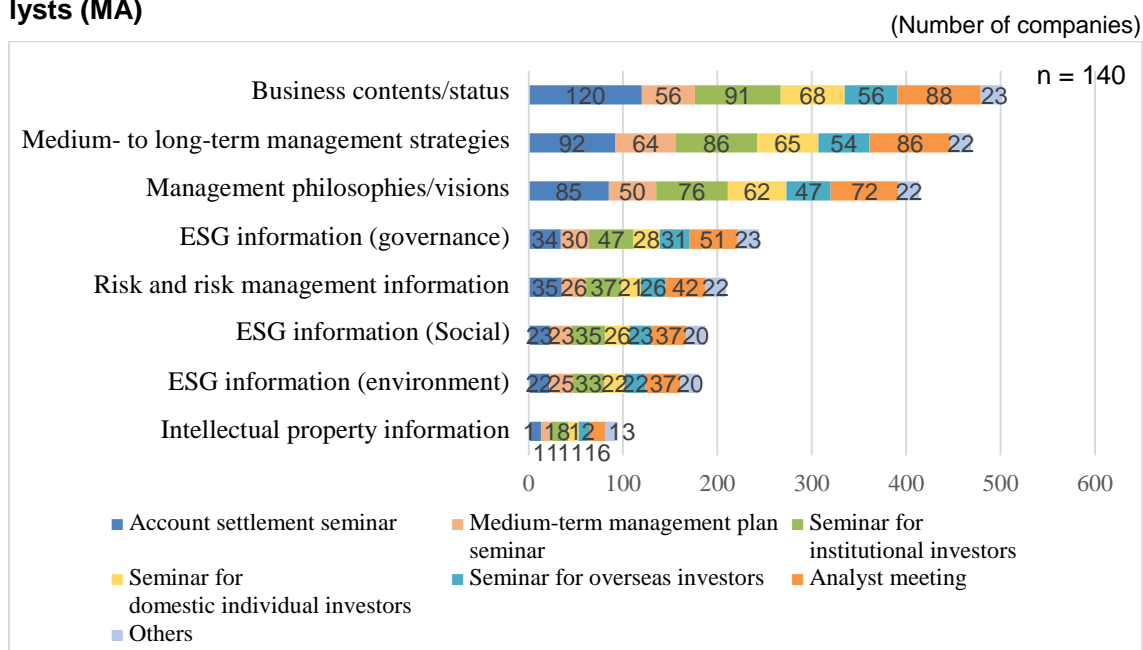 lysts (MA)
(Number of companies)
n = 140
Business contents/status 120 56 91 68 56 88 23
Medium- to long-term management strategies 92 64 86 65 54 86 22
Management philosophies/visions 85 50 76 62 47 72 22
ESG information (governance) 34 30 47 28 31 51 23
Risk and risk management information 35 26 37 21 26 42 22
ESG information (Social) 23 23 35 26 23 37 20
ESG information (environment) 22 25 33 22 22 37 20
Intellectual property information 18 12 13
11 11 16
0 100 200 300 400 500 600
Account settlement seminar
Medium-term management plan
seminar
Seminar for
institutional investors
Seminar for
domestic individual investors
Seminar for overseas investors
Analyst meeting
Others